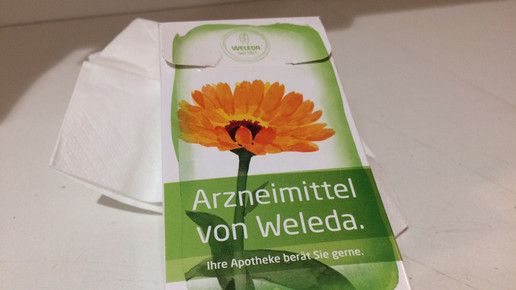 WELEDA
Arzneimittel
von Weleda.
Ihre Apotheke berät Sie gerne.